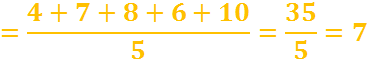 = (4 + 7 + 8 + 6 + 10)/5 = 35/5 = 7